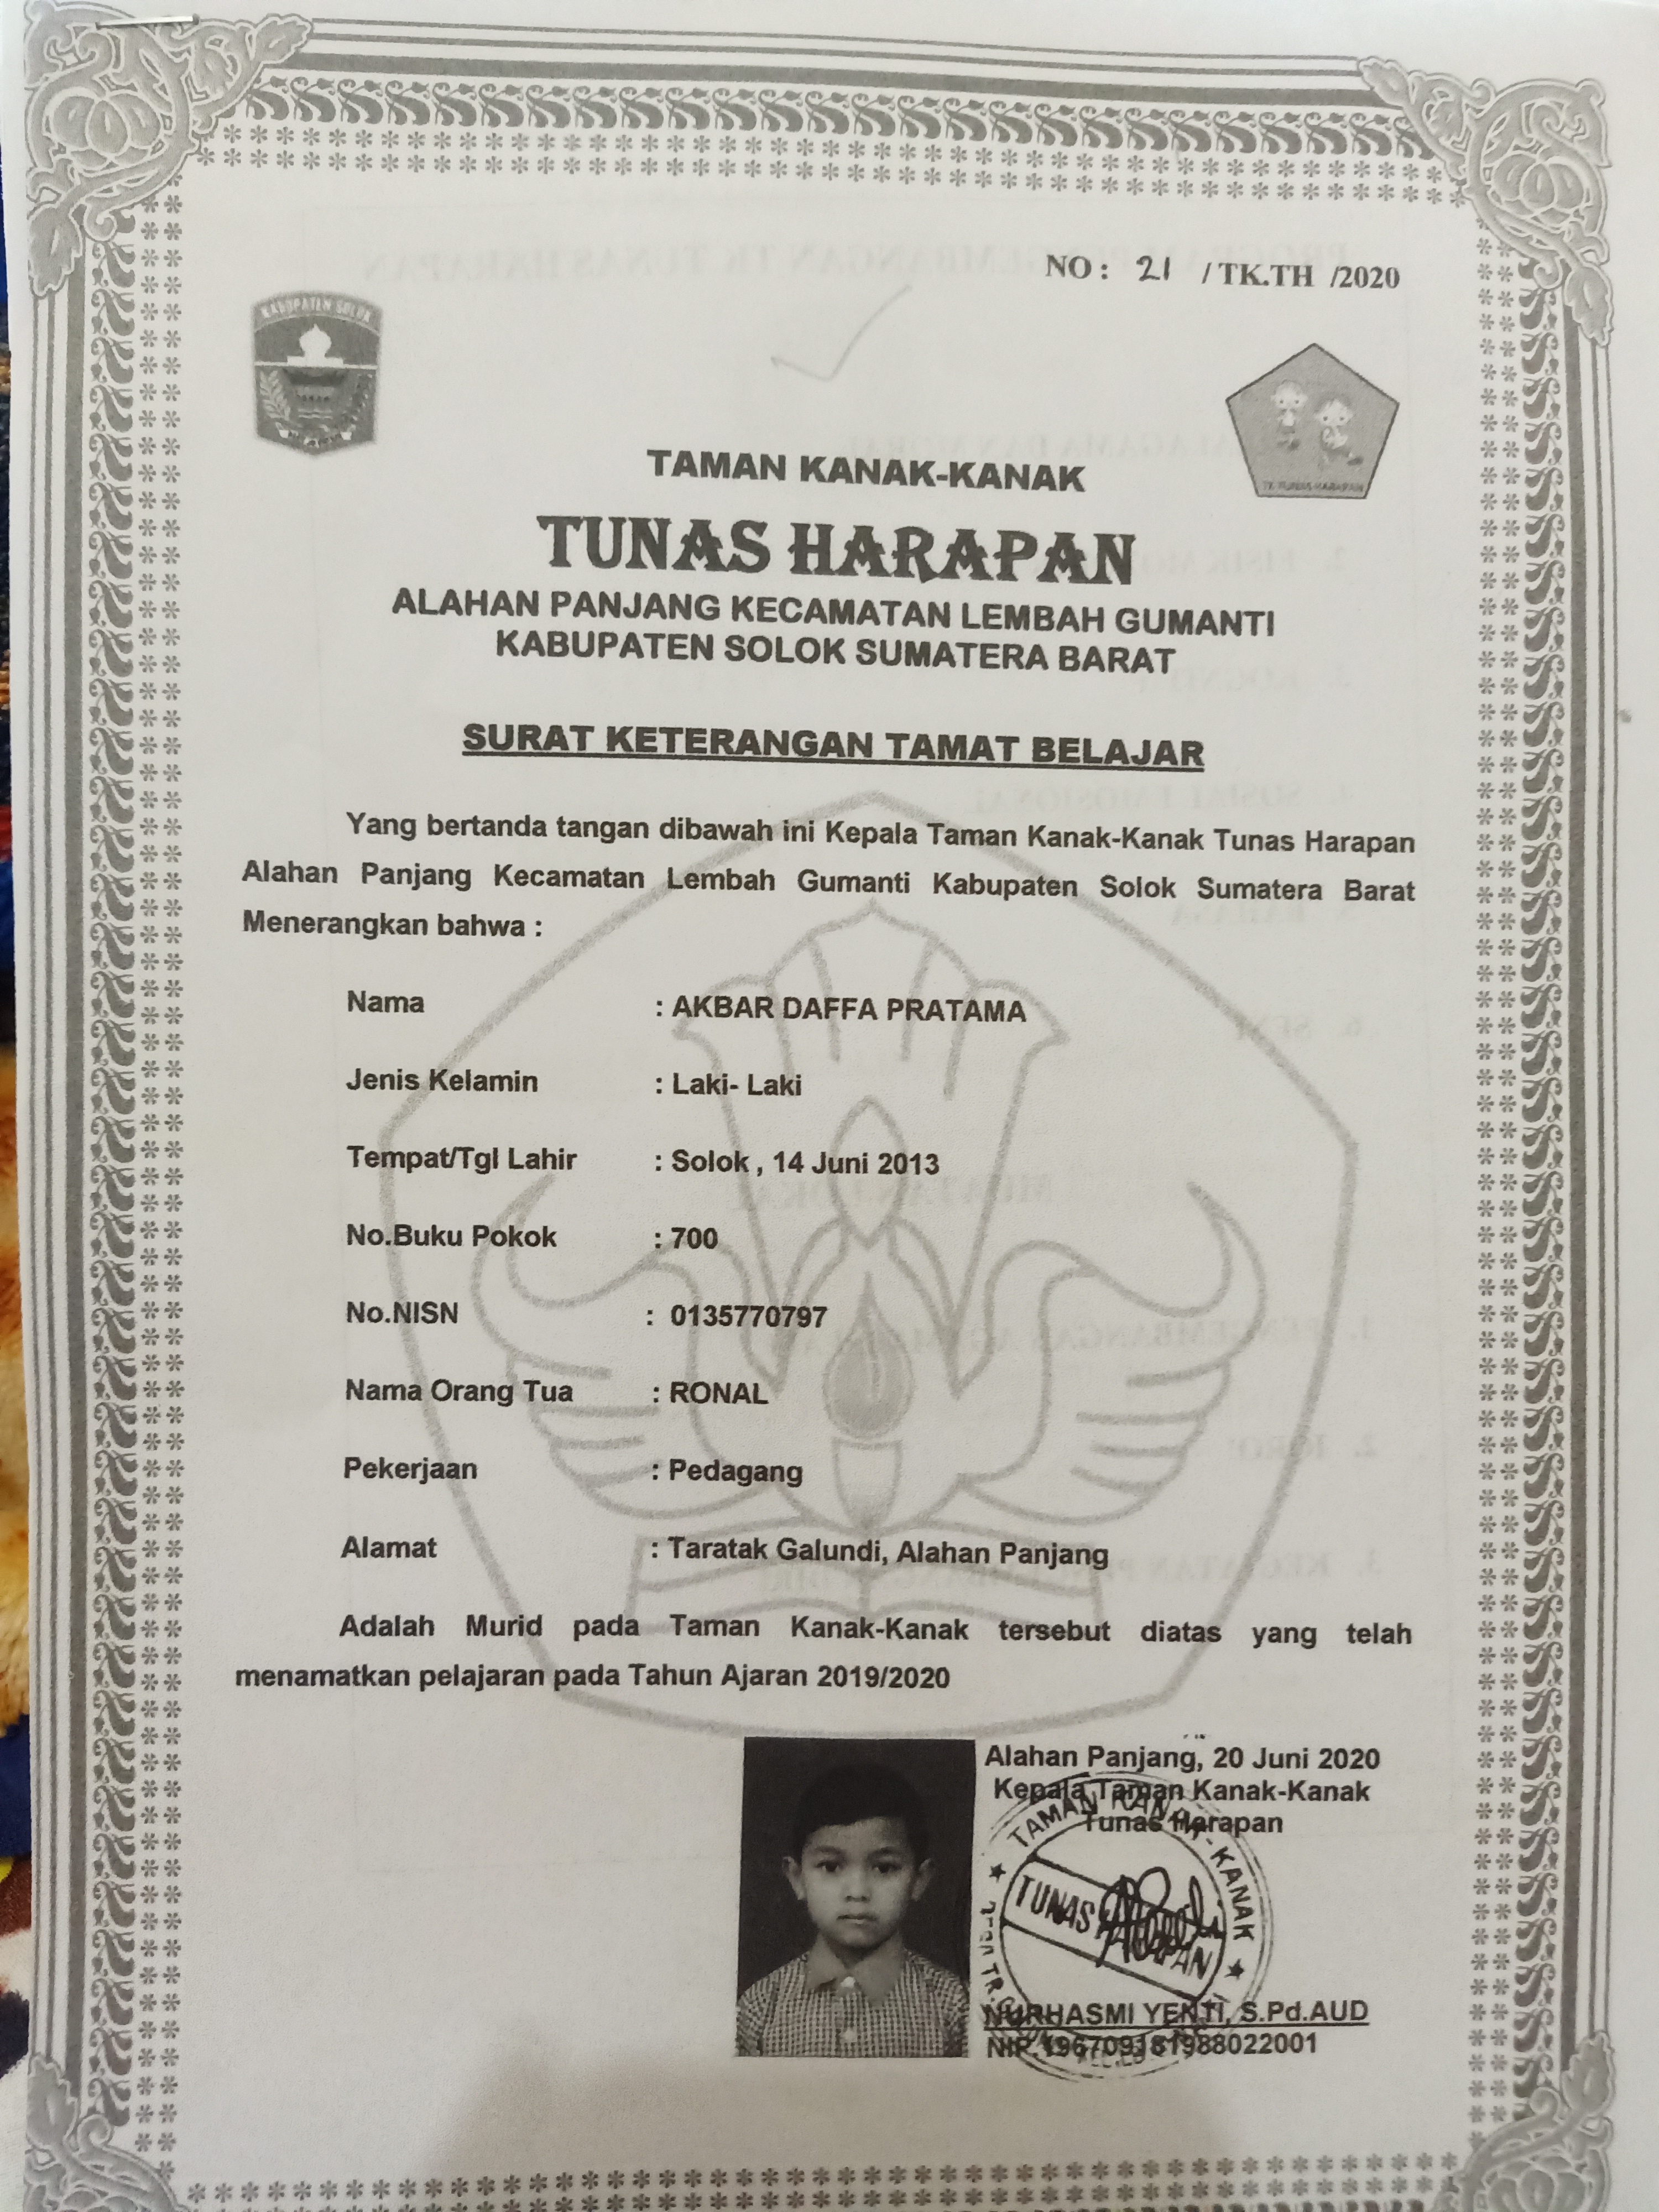 NO : 21 / TK.TH /2020
KABUPATEN SOLOK
TK TUNAS HARAPAN
TAMAN KANAK-KANAK
TUNAS HARAPAN
ALAHAN PANJANG KECAMATAN LEMBAH GUMANTI
KABUPATEN SOLOK SUMATERA BARAT
SURAT KETERANGAN TAMAT BELAJAR
Yang bertanda tangan dibawah ini Kepala Taman Kanak-Kanak Tunas Harapan
Alahan Panjang Kecamatan Lembah Gumanti Kabupaten Solok Sumatera Barat
Menerangkan bahwa :
Nama : AKBAR DAFFA PRATAMA
Jenis Kelamin : Laki- Laki
Tempat/Tgl Lahir : Solok , 14 Juni 2013
No.Buku Pokok : 700
No.NISN : 0135770797
Nama Orang Tua : RONAL
Pekerjaan : Pedagang
Alamat : Taratak Galundi, Alahan Panjang
Adalah Murid pada Taman Kanak-Kanak tersebut diatas yang telah
menamatkan pelajaran pada Tahun Ajaran 2019/2020
Alahan Panjang, 20 Juni 2020
Kepala Taman Kanak-Kanak
Tunas Harapan
TAMAN KANAK-KANAK
TUNAS HARAPAN
NURHASMI YENTI, S.Pd.AUD
NIP.196709181988022001